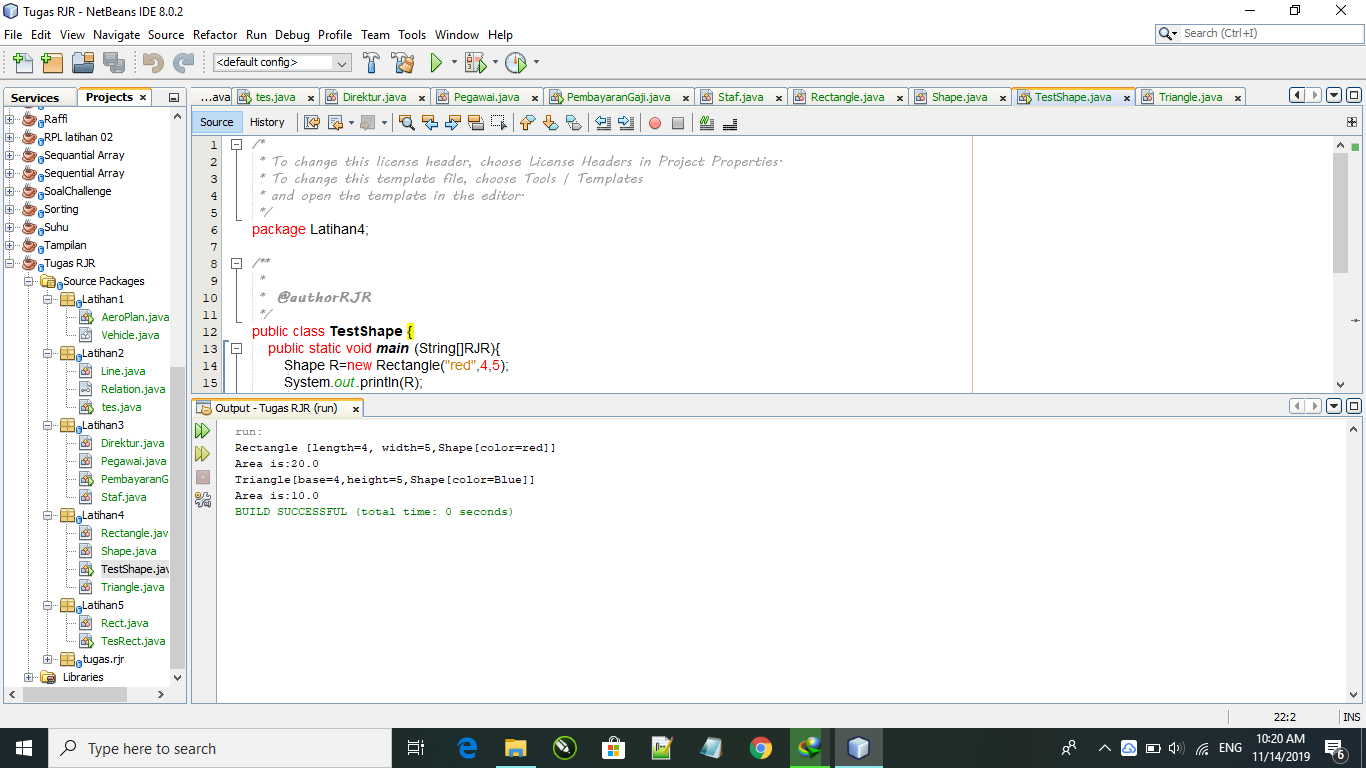 Tugas RJR - NetBeans IDE 8.0.2
File Edit View Navigate Source Refactor Run Debug Profile Team Tools Window Help
Search (Ctrl+I)
<default config>
Services Projects
...ava tes.java Direktur.java Pegawai.java PembayaranGaji.java Staf.java Rectangle.java Shape.java TestShape.java Triangle.java
Source History
Raffi
RPL latihan 02
Sequantial Array
Sequential Array
SoalChallenge
Sorting
Suhu
Tampilan
Tugas RJR
Source Packages
Latihan1
AeroPlan.java
Vehicle.java
Latihan2
Line.java
Relation.java
tes.java
Latihan3
Direktur.java
Pegawai.java
PembayaranG
Staf.java
Latihan4
Rectangle.jav
Shape.java
TestShape.jav
Triangle.java
Latihan5
Rect.java
TesRect.java
tugas.rjr
Libraries
1 /*
2 * To change this license header, choose License Headers in Project Properties.
3 * To change this template file, choose Tools | Templates
4 * and open the template in the editor.
5 */
6 package Latihan4;
7
8 /**
9 *
10 * @authorRJR
11 */
12 public class TestShape {
13 public static void main (String[]RJR){
14 Shape R=new Rectangle("red",4,5);
15 System.out.println(R);
Output - Tugas RJR (run)
run:
Rectangle [length=4, width=5,Shape[color=red]]
Area is:20.0
Triangle[base=4,height=5,Shape[color=Blue]]
Area is:10.0
BUILD SUCCESSFUL (total time: 0 seconds)
22:2 INS
Type here to search
ENG
10:20 AM
11/14/2019
6